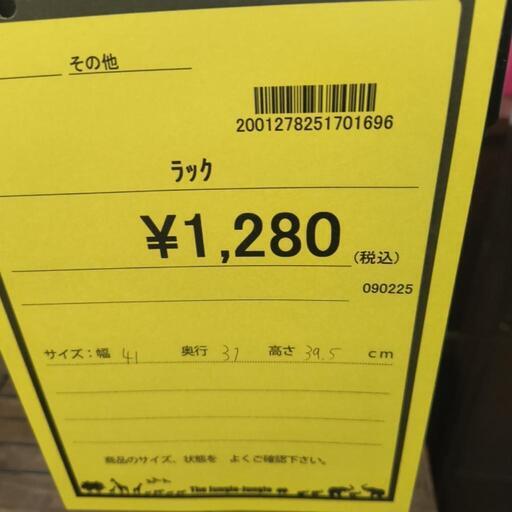 その他
2001278251701696
ラック
¥1,280
(税込)
090225
サイズ:幅 41 奥行 37 高さ 39.5 cm
商品のサイズ、状態を よくご確認下さい。
The Jungle-Jungle